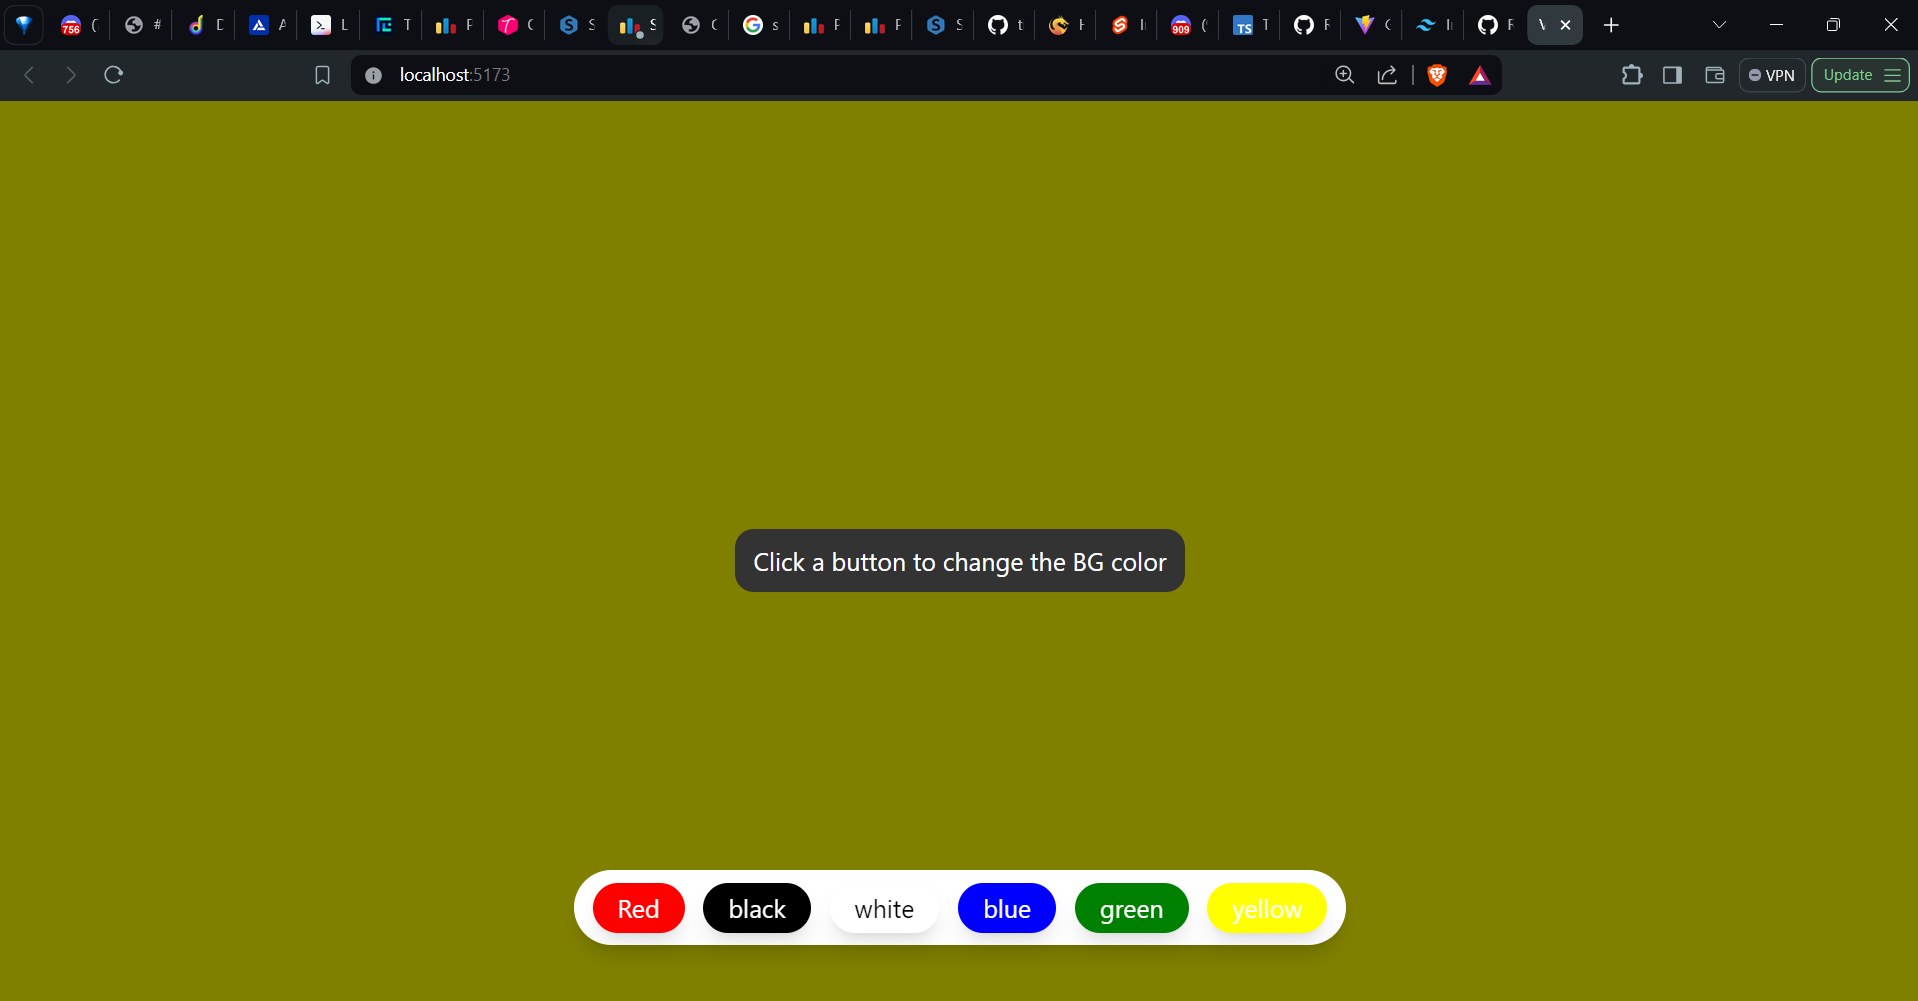 756 ( # D A L T F C S S C s F F S t H I 909 ( TS T F C I F V
localhost:5173 VPN Update
Click a button to change the BG color
Red black white blue green yellow